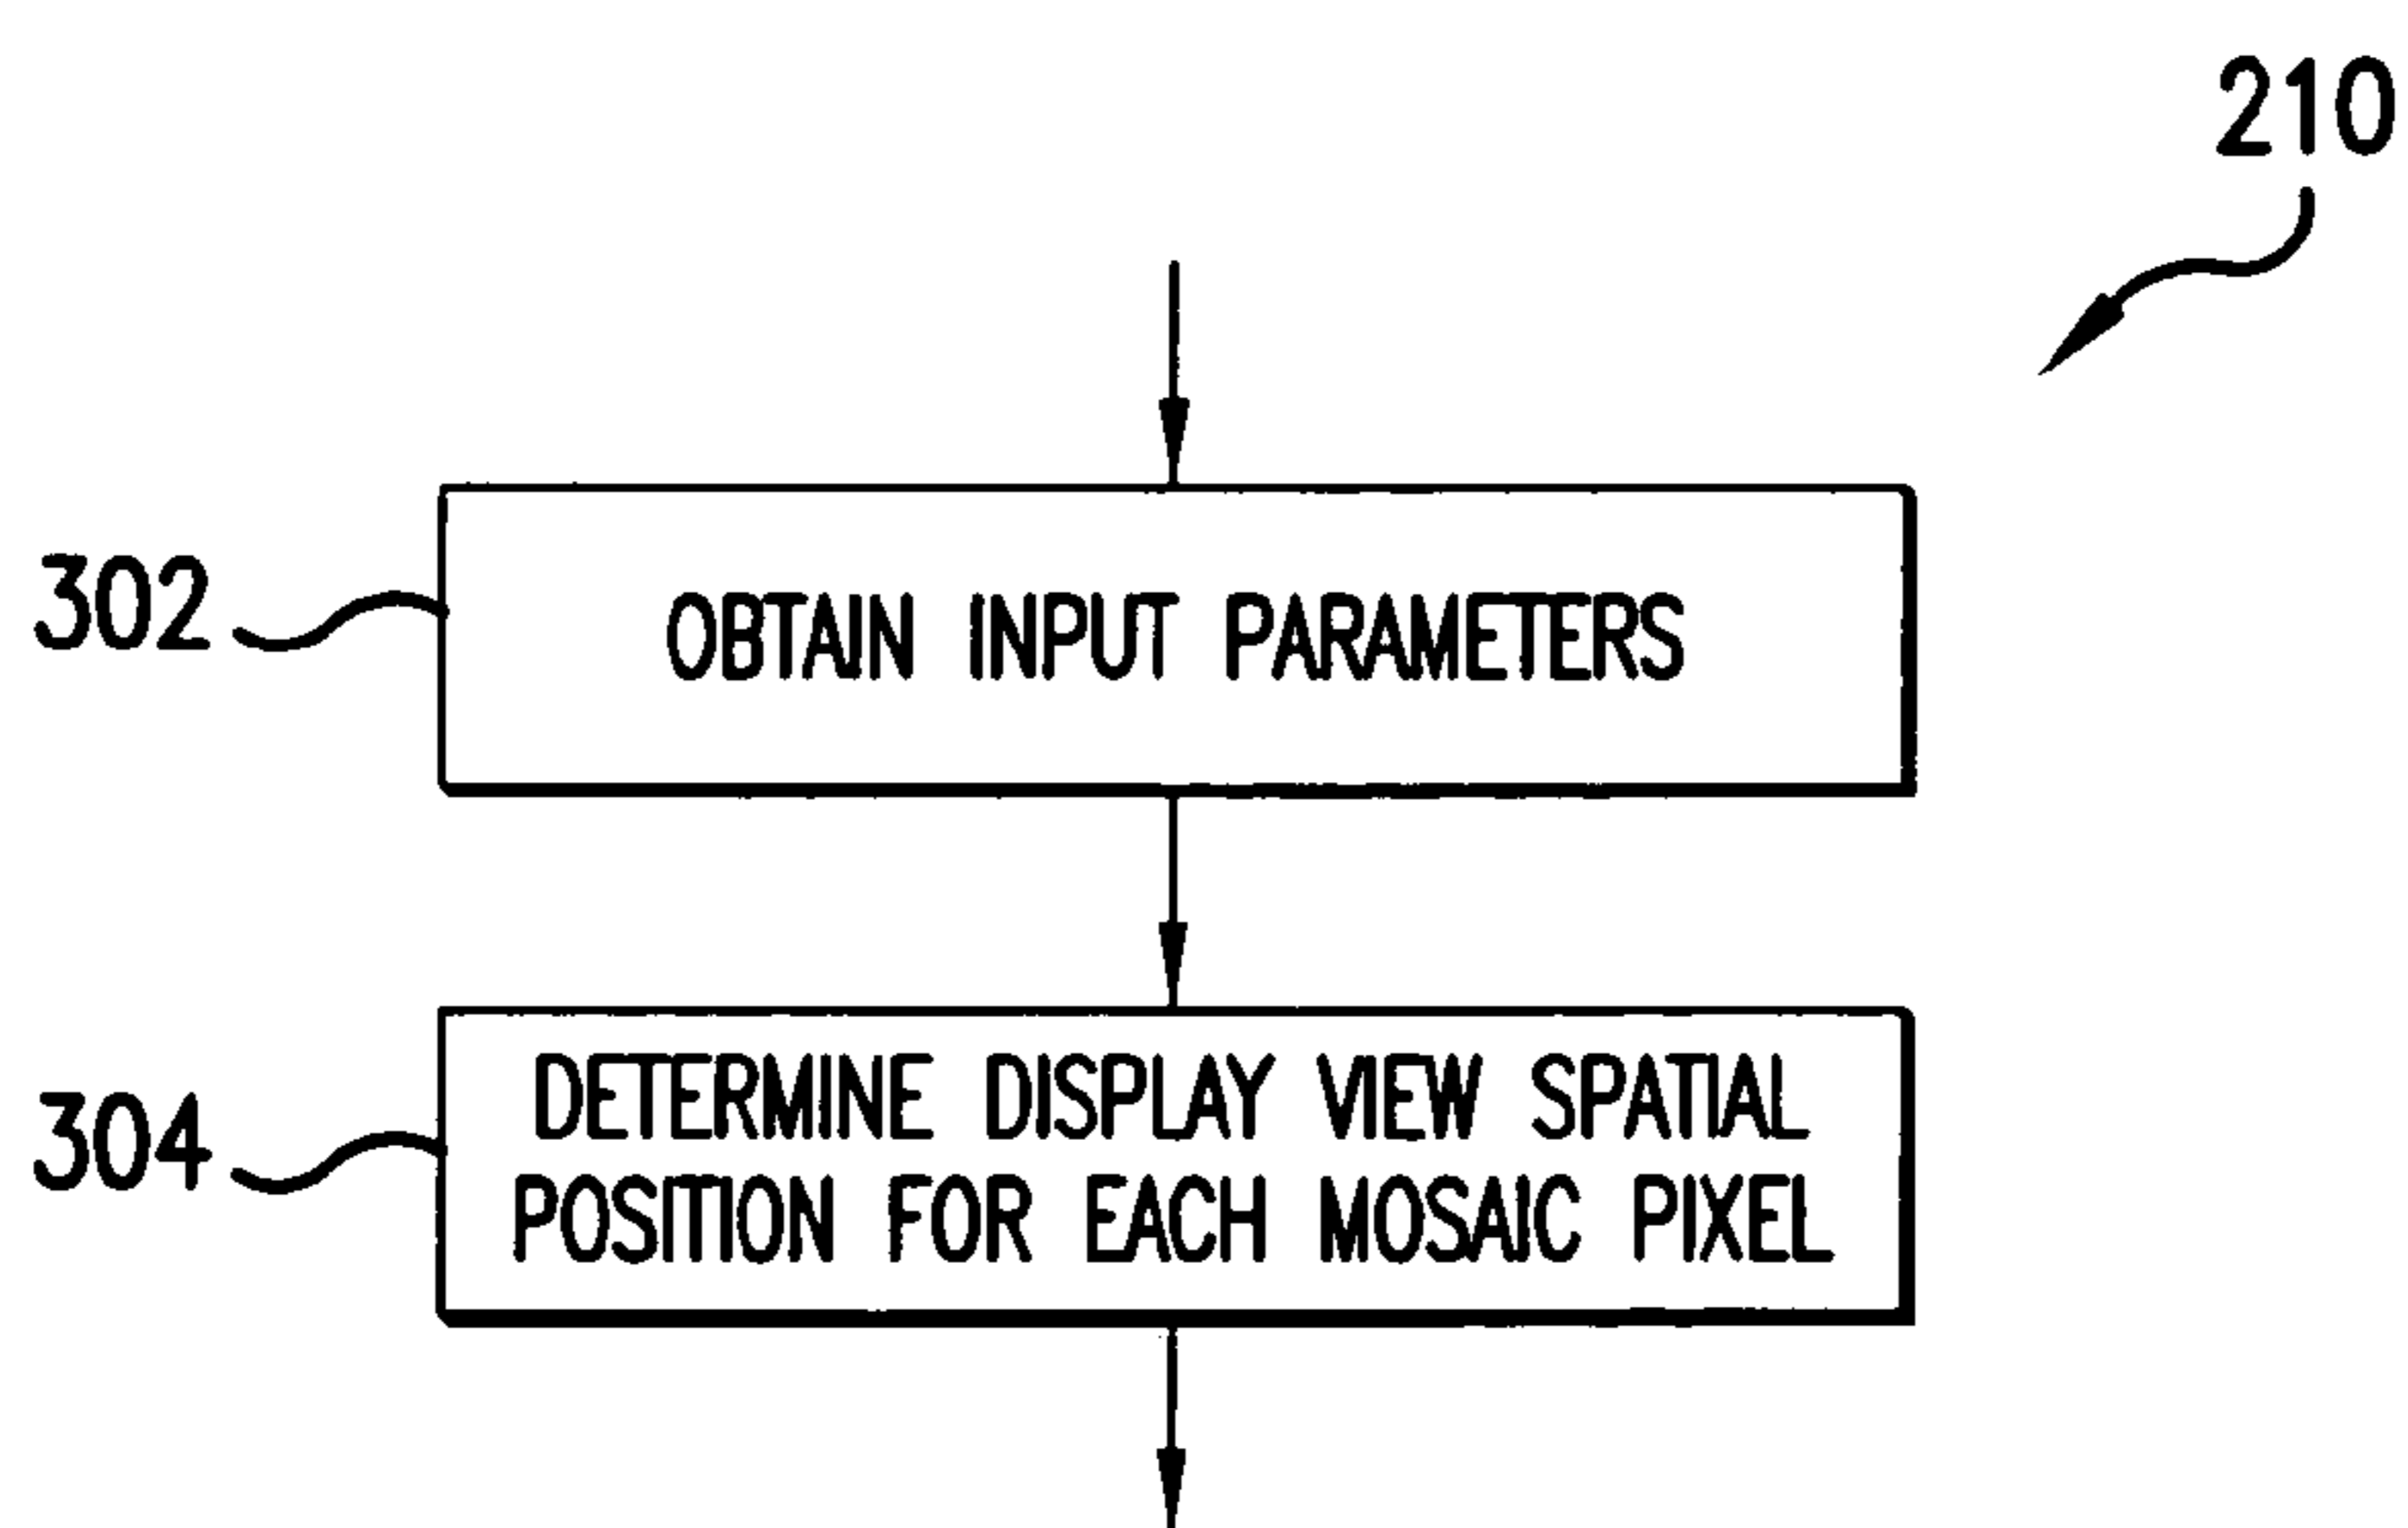 210
302
OBTAIN INPUT PARAMETERS
304
DETERMINE DISPLAY VIEW SPATIAL
POSITION FOR EACH MOSAIC PIXEL